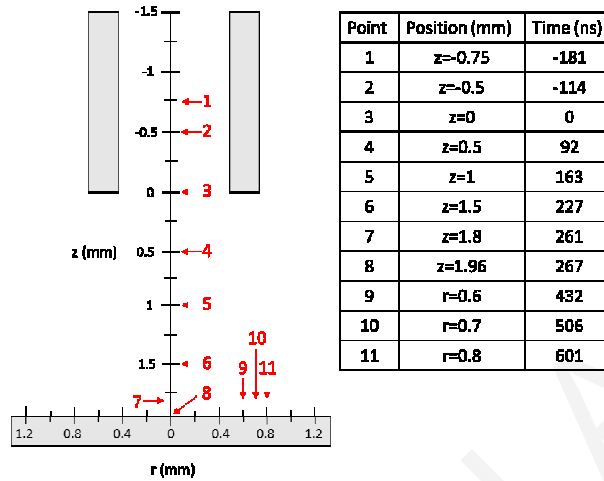 -1.5
-1
1
-0.5
2
0
3
z (mm)
0.5
4
1
5
10
1.5
6
9
11
7
8
1.2 0.8 0.4 0 0.4 0.8 1.2
r (mm)
Point Position (mm) Time (ns)
1 z=-0.75 -181
2 z=-0.5 -114
3 z=0 0
4 z=0.5 92
5 z=1 163
6 z=1.5 227
7 z=1.8 261
8 z=1.96 267
9 r=0.6 432
10 r=0.7 506
11 r=0.8 601